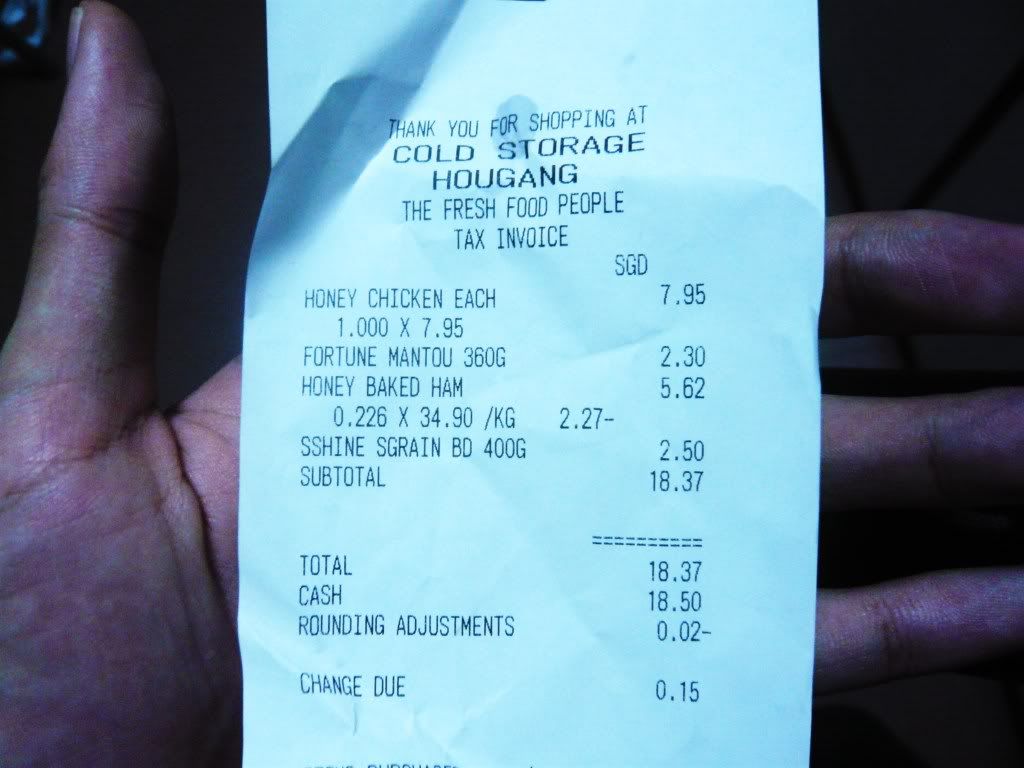 THANK YOU FOR SHOPPING AT
COLD STORAGE
HOUGANG
THE FRESH FOOD PEOPLE
TAX INVOICE
SGD
HONEY CHICKEN EACH 7.95
1.000 X 7.95
FORTUNE MANTOU 360G 2.30
HONEY BAKED HAM 5.62
0.226 X 34.90 /KG 2.27-
SSHINE SGRAIN BD 400G 2.50
SUBTOTAL 18.37
==========
TOTAL 18.37
CASH 18.50
ROUNDING ADJUSTMENTS 0.02-
CHANGE DUE 0.15